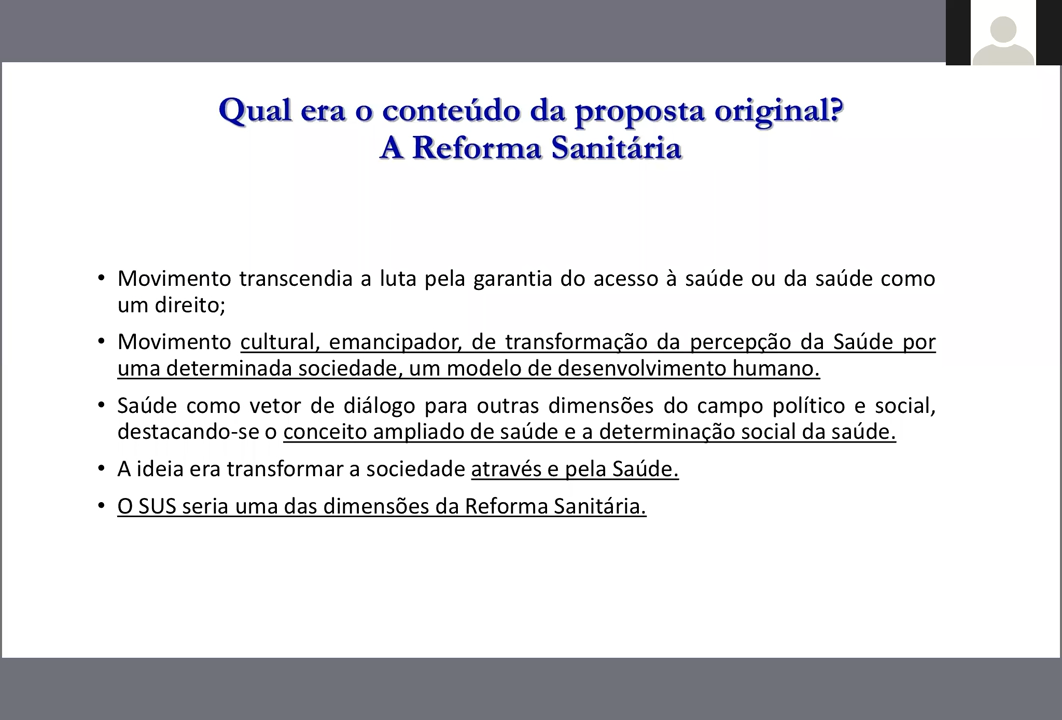 Qual era o conteúdo da proposta original?
A Reforma Sanitária
• Movimento transcendia a luta pela garantia do acesso à saúde ou da saúde como
um direito;
• Movimento cultural, emancipador, de transformação da percepção da Saúde por
uma determinada sociedade, um modelo de desenvolvimento humano.
• Saúde como vetor de diálogo para outras dimensões do campo político e social,
destacando-se o conceito ampliado de saúde e a determinação social da saúde.
• A ideia era transformar a sociedade através e pela Saúde.
• O SUS seria uma das dimensões da Reforma Sanitária.